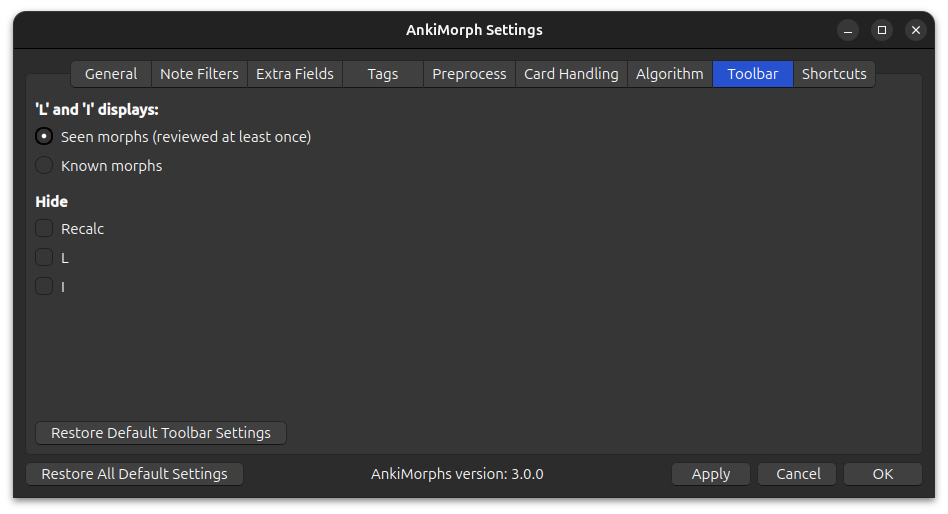 AnkiMorph Settings
General Note Filters Extra Fields Tags Preprocess Card Handling Algorithm Toolbar Shortcuts
'L' and 'I' displays:
Seen morphs (reviewed at least once)
Known morphs
Hide
Recalc
L
I
Restore Default Toolbar Settings
Restore All Default Settings AnkiMorphs version: 3.0.0 Apply Cancel OK